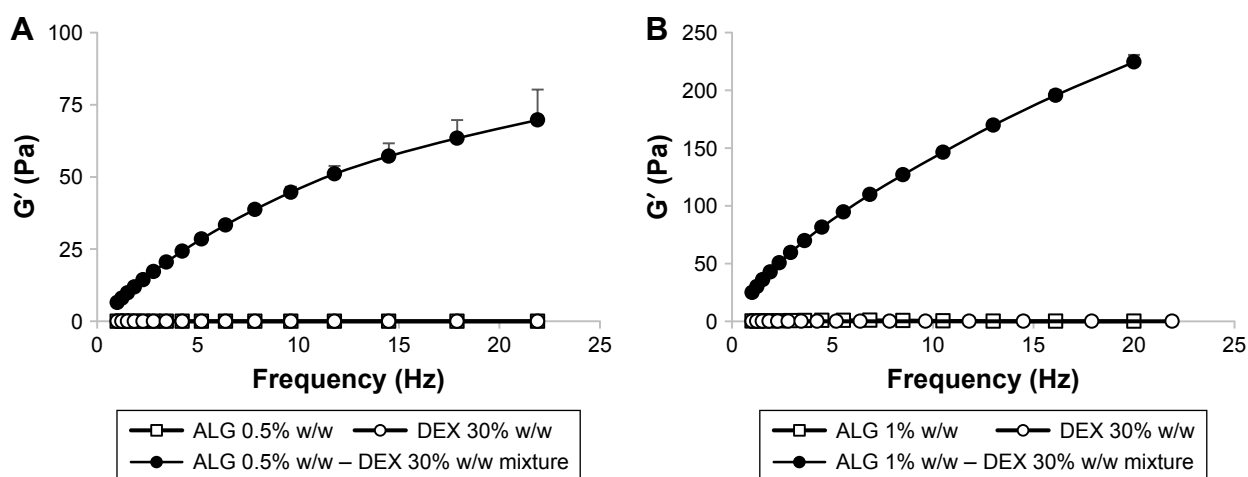 A
100
75
50
25
0
G′ (Pa)
0 5 10 15 20 25
Frequency (Hz)
ALG 0.5% w/w DEX 30% w/w
ALG 0.5% w/w – DEX 30% w/w mixture
B
250
200
150
100
50
0
G′ (Pa)
0 5 10 15 20 25
Frequency (Hz)
ALG 1% w/w DEX 30% w/w
ALG 1% w/w – DEX 30% w/w mixture